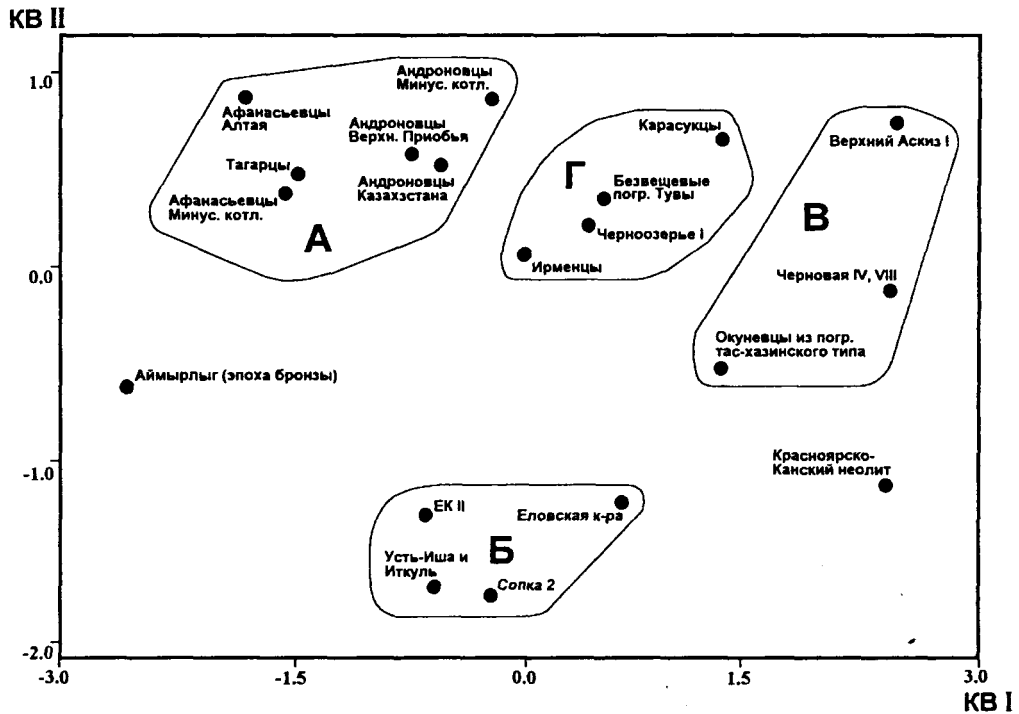 КВ II
1.0
0.0
-1.0
-2.0
Андроновцы
Минус. котл.
Афанасьевцы
Алтая
Андроновцы
Верхн. Приобья
Тагарцы
Андроновцы
Казахзстана
Афанасьевцы
Минус. котл.
А
Карасукцы
Г
Безвещевые
погр. Тувы
Черноозерье I
Ирменцы
Верхний Аскиз I
В
Черновая IV, VIII
Окуневцы из погр.
тас-хазинского типа
Аймырлыг (эпоха бронзы)
Красноярско-
Канский неолит
ЕК II
Еловская к-ра
Б
Усть-Иша и
Иткуль
Сопка 2
-3.0
-1.5
0.0
1.5
3.0
КВ I